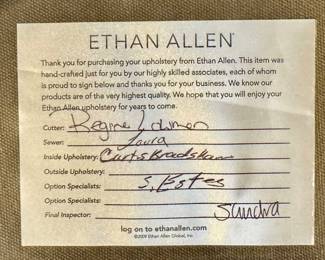 ETHAN ALLEN®
Thank you for purchasing your upholstery from Ethan Allen. This item was
hand-crafted just for you by our highly skilled associates, each of whom
is proud to sign below and thanks you for your business. We know our
products are of the very highest quality. We hope that you will enjoy your
Ethan Allen upholstery for years to come.
Cutter: Regine
Sewer: Laura
Inside Upholstery: Curtis Bradshaw
Outside Upholstery:
Option Specialists: S. Estes
Option Specialists:
Final Inspector: Sandra
log on to ethanallen.com
©2009 Ethan Allen Global, Inc.